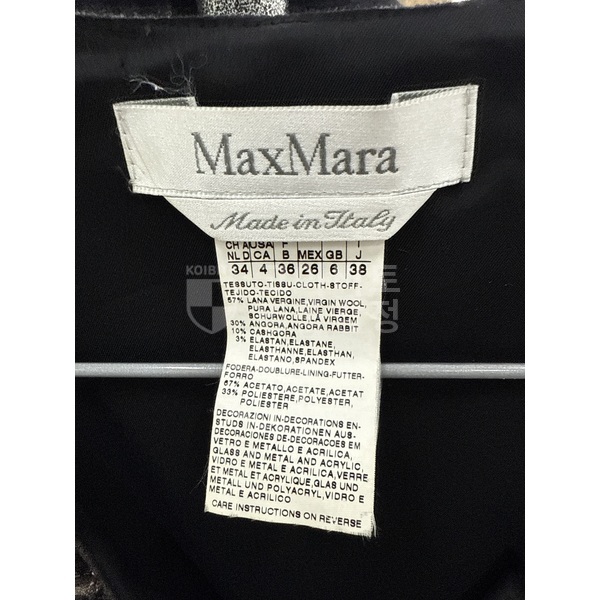 MaxMara
Made in Italy
CH A USA F I
NL D CA B MEX GB J
34 4 36 26 6 38
TESSUTO-TISSU-CLOTH-STOFF-
TEJIDO-TECIDO
57% LANA VERGINE,VIRGIN WOOL,
PURA LANA,LAINE VIERGE,
SCHURWOLLE,LÃ VIRGEM
30% ANGORA,ANGORA RABBIT
10% CASHGORA
3% ELASTAN,ELASTANE,
ELASTHANNE,ELASTHAN,
ELASTANO,SPANDEX
FODERA-DOUBLURE-LINING-FUTTER-
FORRO
67% ACETATO,ACETATE,ACETAT
33% POLIESTERE,POLYESTER,
POLIESTER
DECORAZIONI IN-DECORATIONS EN-
STUDS IN-DEKORATIONEN AUS-
DECORACIONES DE-DECORACOES EM
VETRO E METALLO E ACRILICA,
GLASS AND METAL AND ACRYLIC,
VIDRO E METAL E ACRILICA,VERRE
ET METAL ET ACRYLIQUE,GLAS UND
METALL UND POLYACRYL,VIDRO E
METAL E ACRILICO
CARE INSTRUCTIONS ON REVERSE
KOIB
토
정